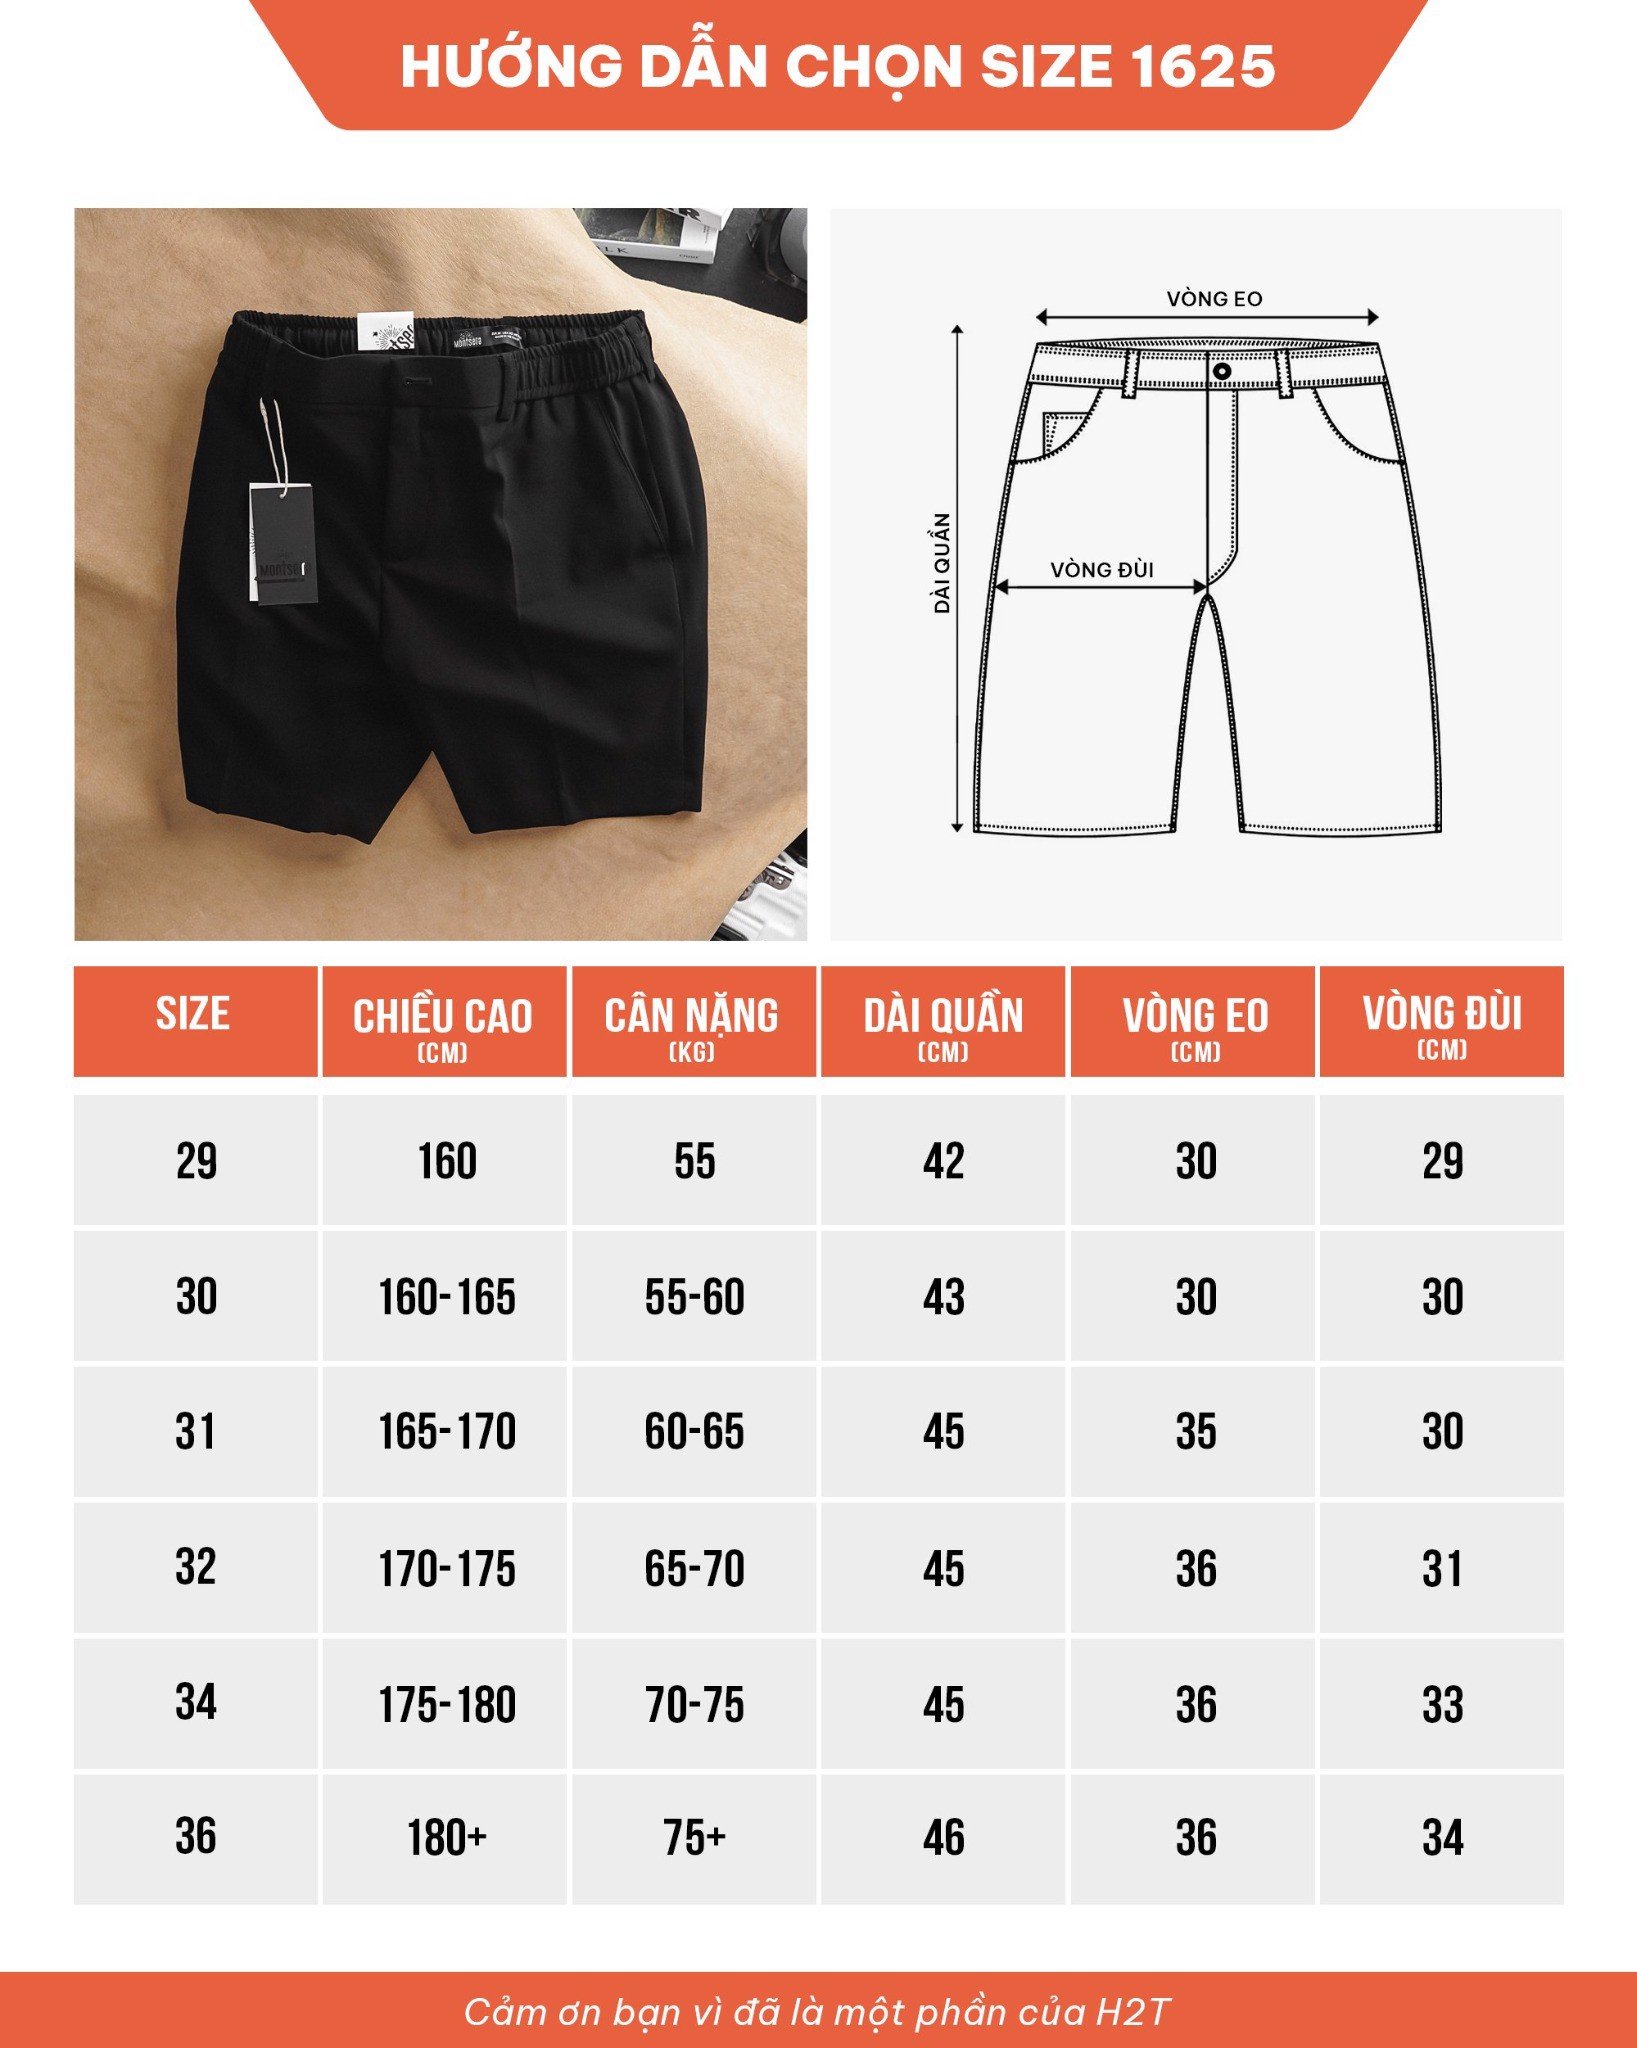 HƯỚNG DẪN CHỌN SIZE 1625
LK
Montsero
MONTSE
VÒNG EO
DÀI QUẦN
VÒNG ĐÙI
SIZE CHIỀU CAO (CM) CÂN NẶNG (KG) DÀI QUẦN (CM) VÒNG EO (CM) VÒNG ĐÙI (CM)
29 160 55 42 30 29
30 160-165 55-60 43 30 30
31 165-170 60-65 45 35 30
32 170-175 65-70 45 36 31
34 175-180 70-75 45 36 33
36 180+ 75+ 46 36 34
Cảm ơn bạn vì đã là một phần của H2T